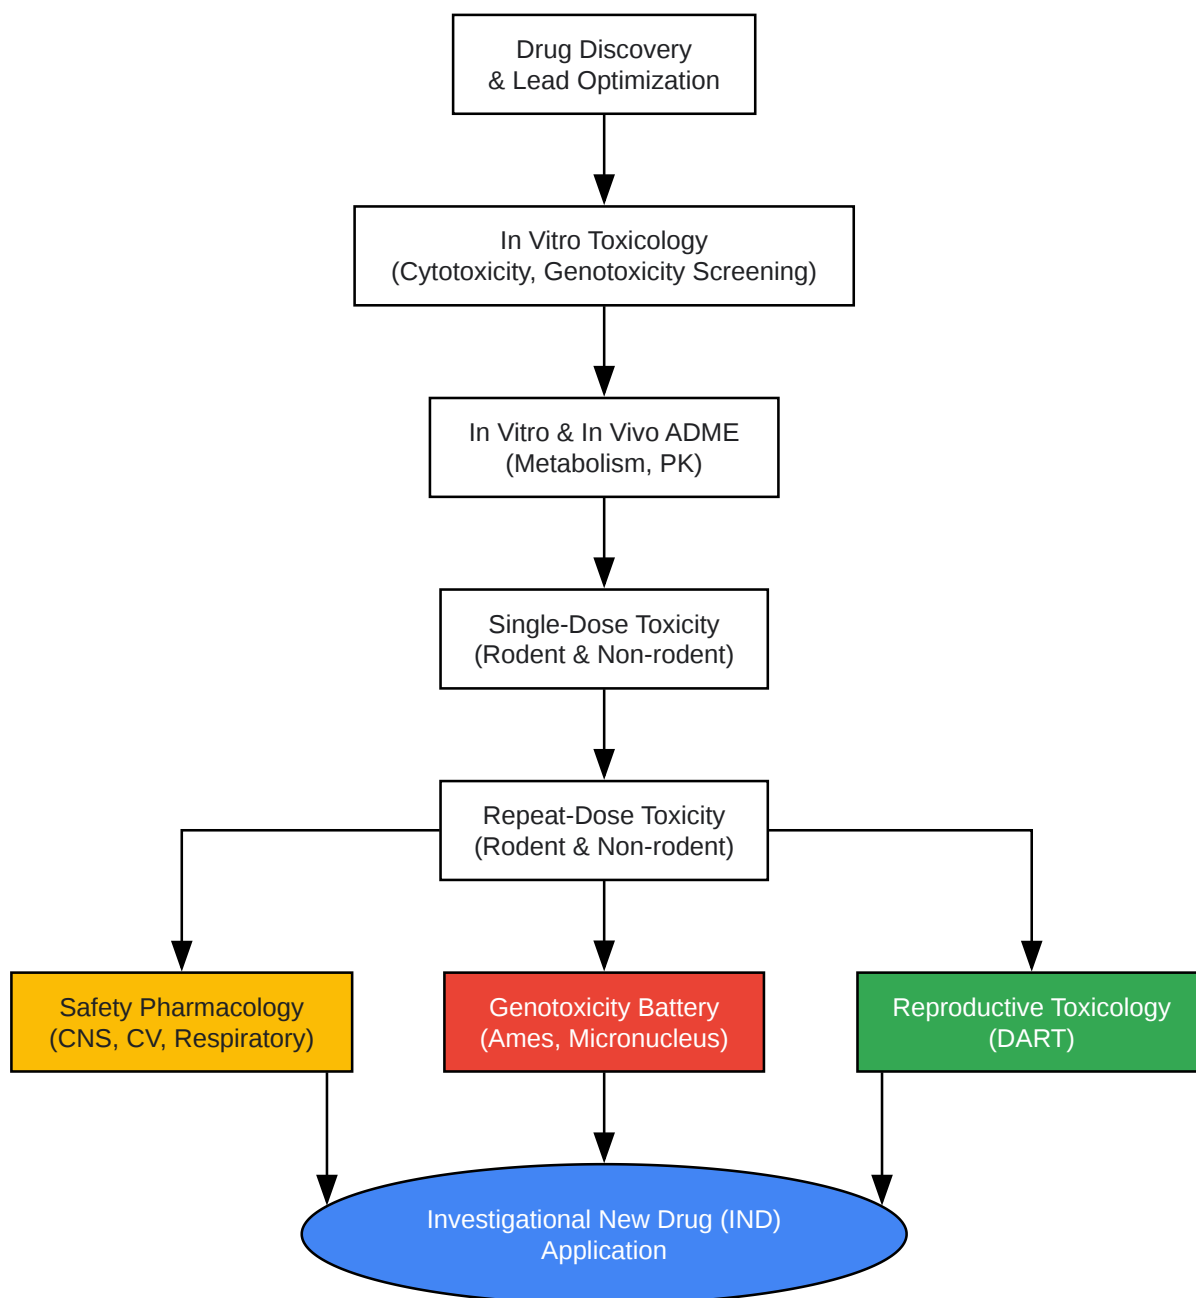 Drug Discovery
& Lead Optimization
In Vitro Toxicology
(Cytotoxicity, Genotoxicity Screening)
In Vitro & In Vivo ADME
(Metabolism, PK)
Single-Dose Toxicity
(Rodent & Non-rodent)
Repeat-Dose Toxicity
(Rodent & Non-rodent)
Safety Pharmacology
(CNS, CV, Respiratory)
Genotoxicity Battery
(Ames, Micronucleus)
Reproductive Toxicology
(DART)
Investigational New Drug (IND)
Application